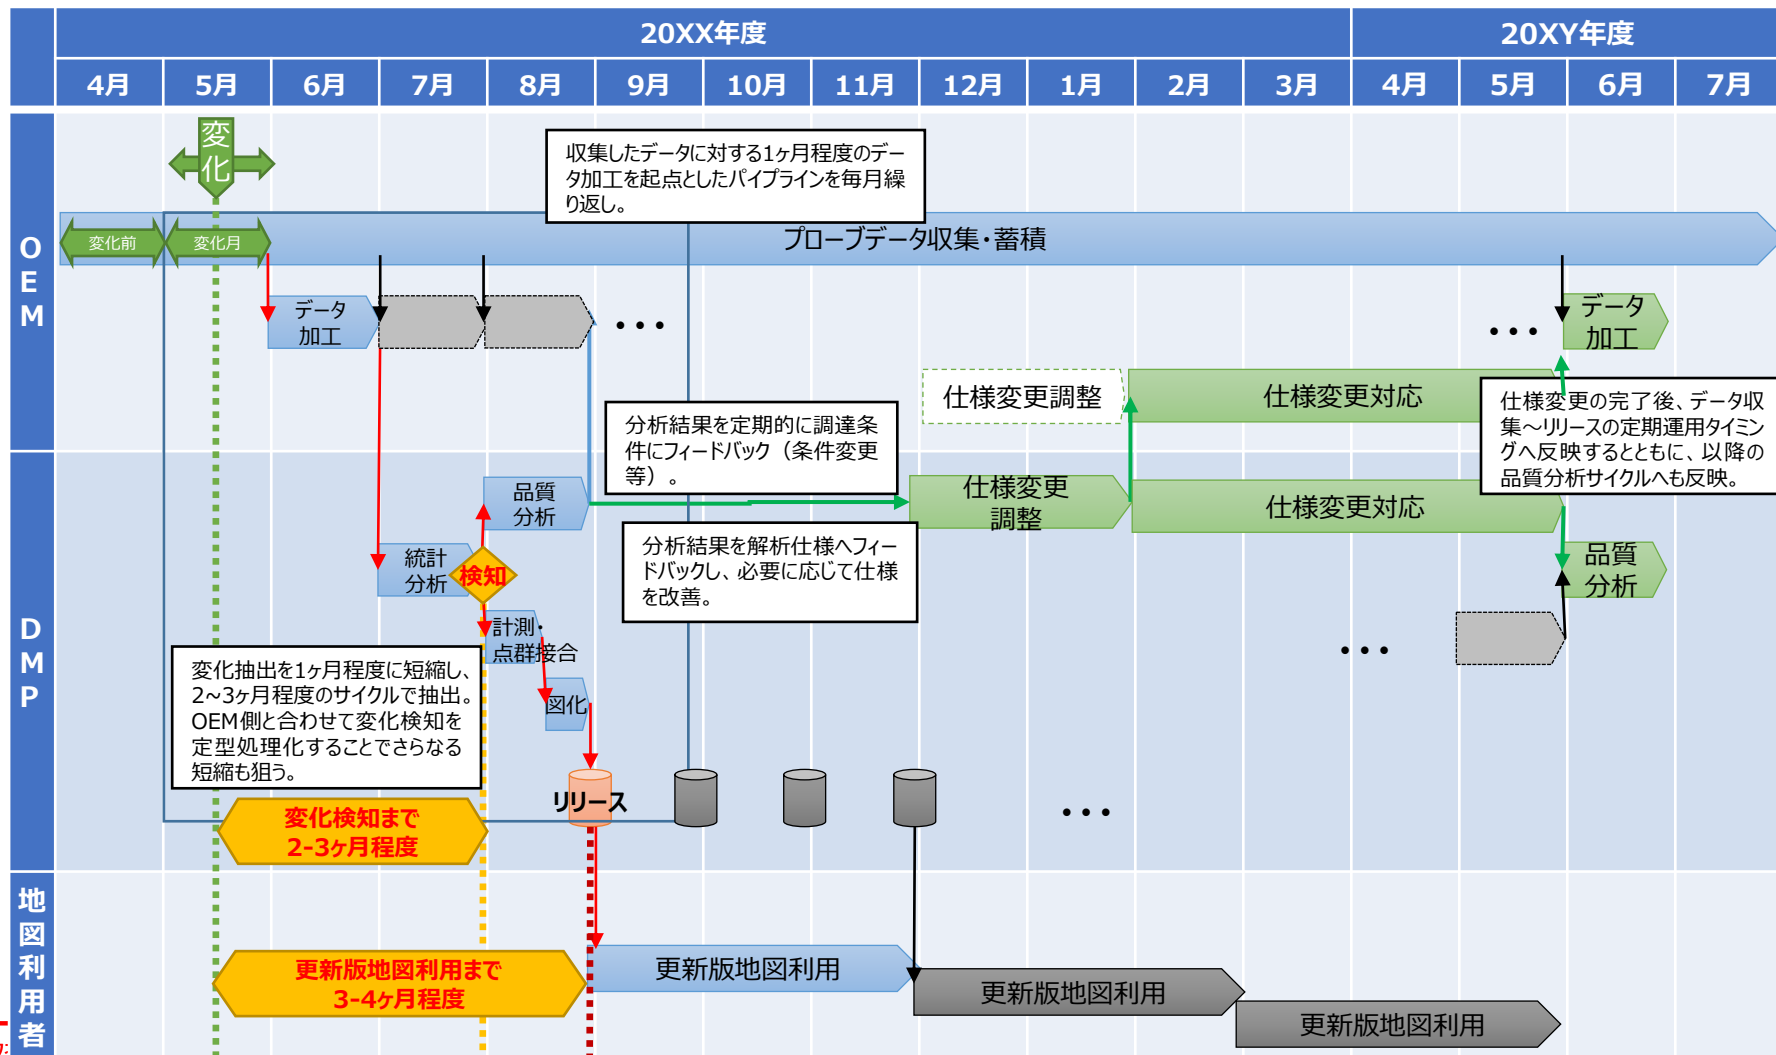 20XX年度
20XY年度
4月
5月
6月
7月
8月
9月
10月
11月
12月
1月
2月
3月
4月
5月
6月
7月
OEM
変化
収集したデータに対する1ヶ月程度のデー
タ加工を起点としたパイプラインを毎月繰
り返し。
変化前
変化月
プローブデータ収集・蓄積
データ
加工
・・・
・・・
データ
加工
仕様変更調整
仕様変更対応
仕様変更の完了後、データ収
集～リリースの定期運用タイミン
グへ反映するとともに、以降の
品質分析サイクルへも反映。
分析結果を定期的に調達条
件にフィードバック（条件変更
等）。
DMP
品質
分析
仕様変更
調整
仕様変更対応
分析結果を解析仕様へフィー
ドバックし、必要に応じて仕様
を改善。
統計
分析
検知
品質
分析
計測・
点群接合
・・・
変化抽出を1ヶ月程度に短縮し、
2~3ヶ月程度のサイクルで抽出。
OEM側と合わせて変化検知を
定型処理化することでさらなる
短縮も狙う。
図化
リリース
・・・
変化検知まで
2-3ヶ月程度
地図利用者
更新版地図利用まで
3-4ヶ月程度
更新版地図利用
更新版地図利用
更新版地図利用